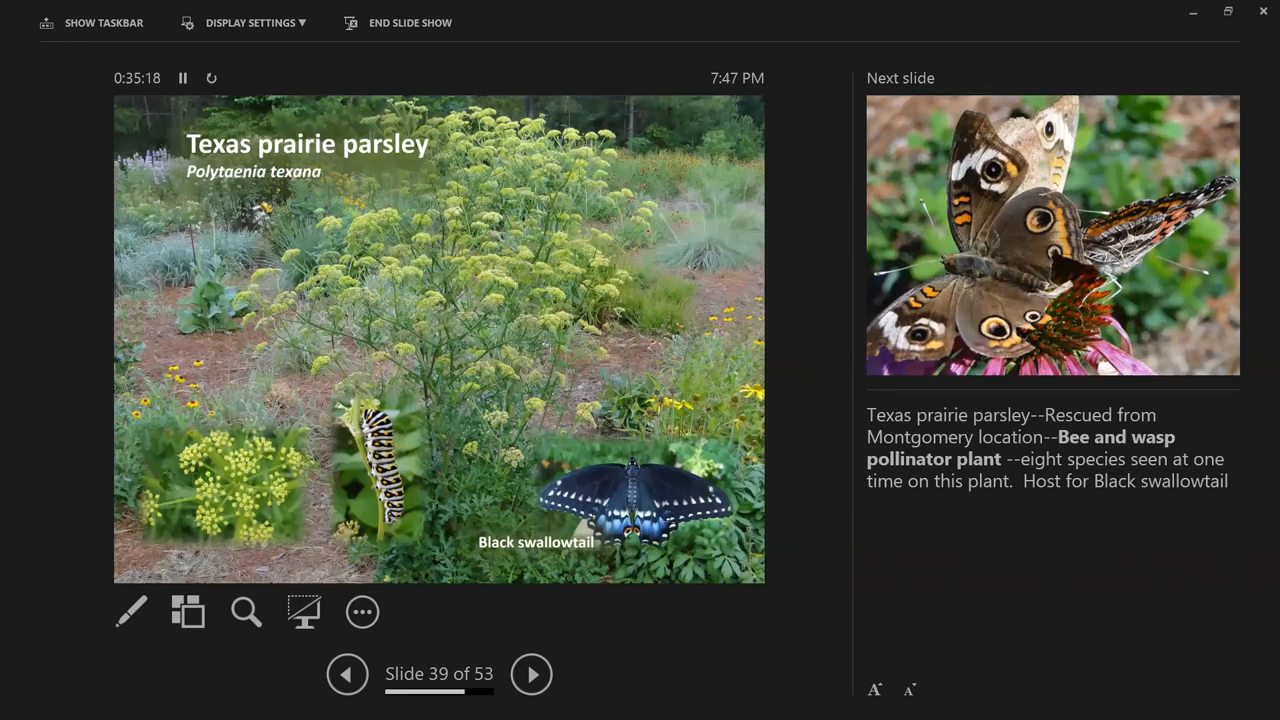 SHOW TASKBAR
DISPLAY SETTINGS ▼
END SLIDE SHOW
0:35:18
7:47 PM
Next slide
Texas prairie parsley
Polytaenia texana
Black swallowtail
Texas prairie parsley--Rescued from
Montgomery location--Bee and wasp
pollinator plant --eight species seen at one
time on this plant.  Host for Black swallowtail
Slide 39 of 53
A A